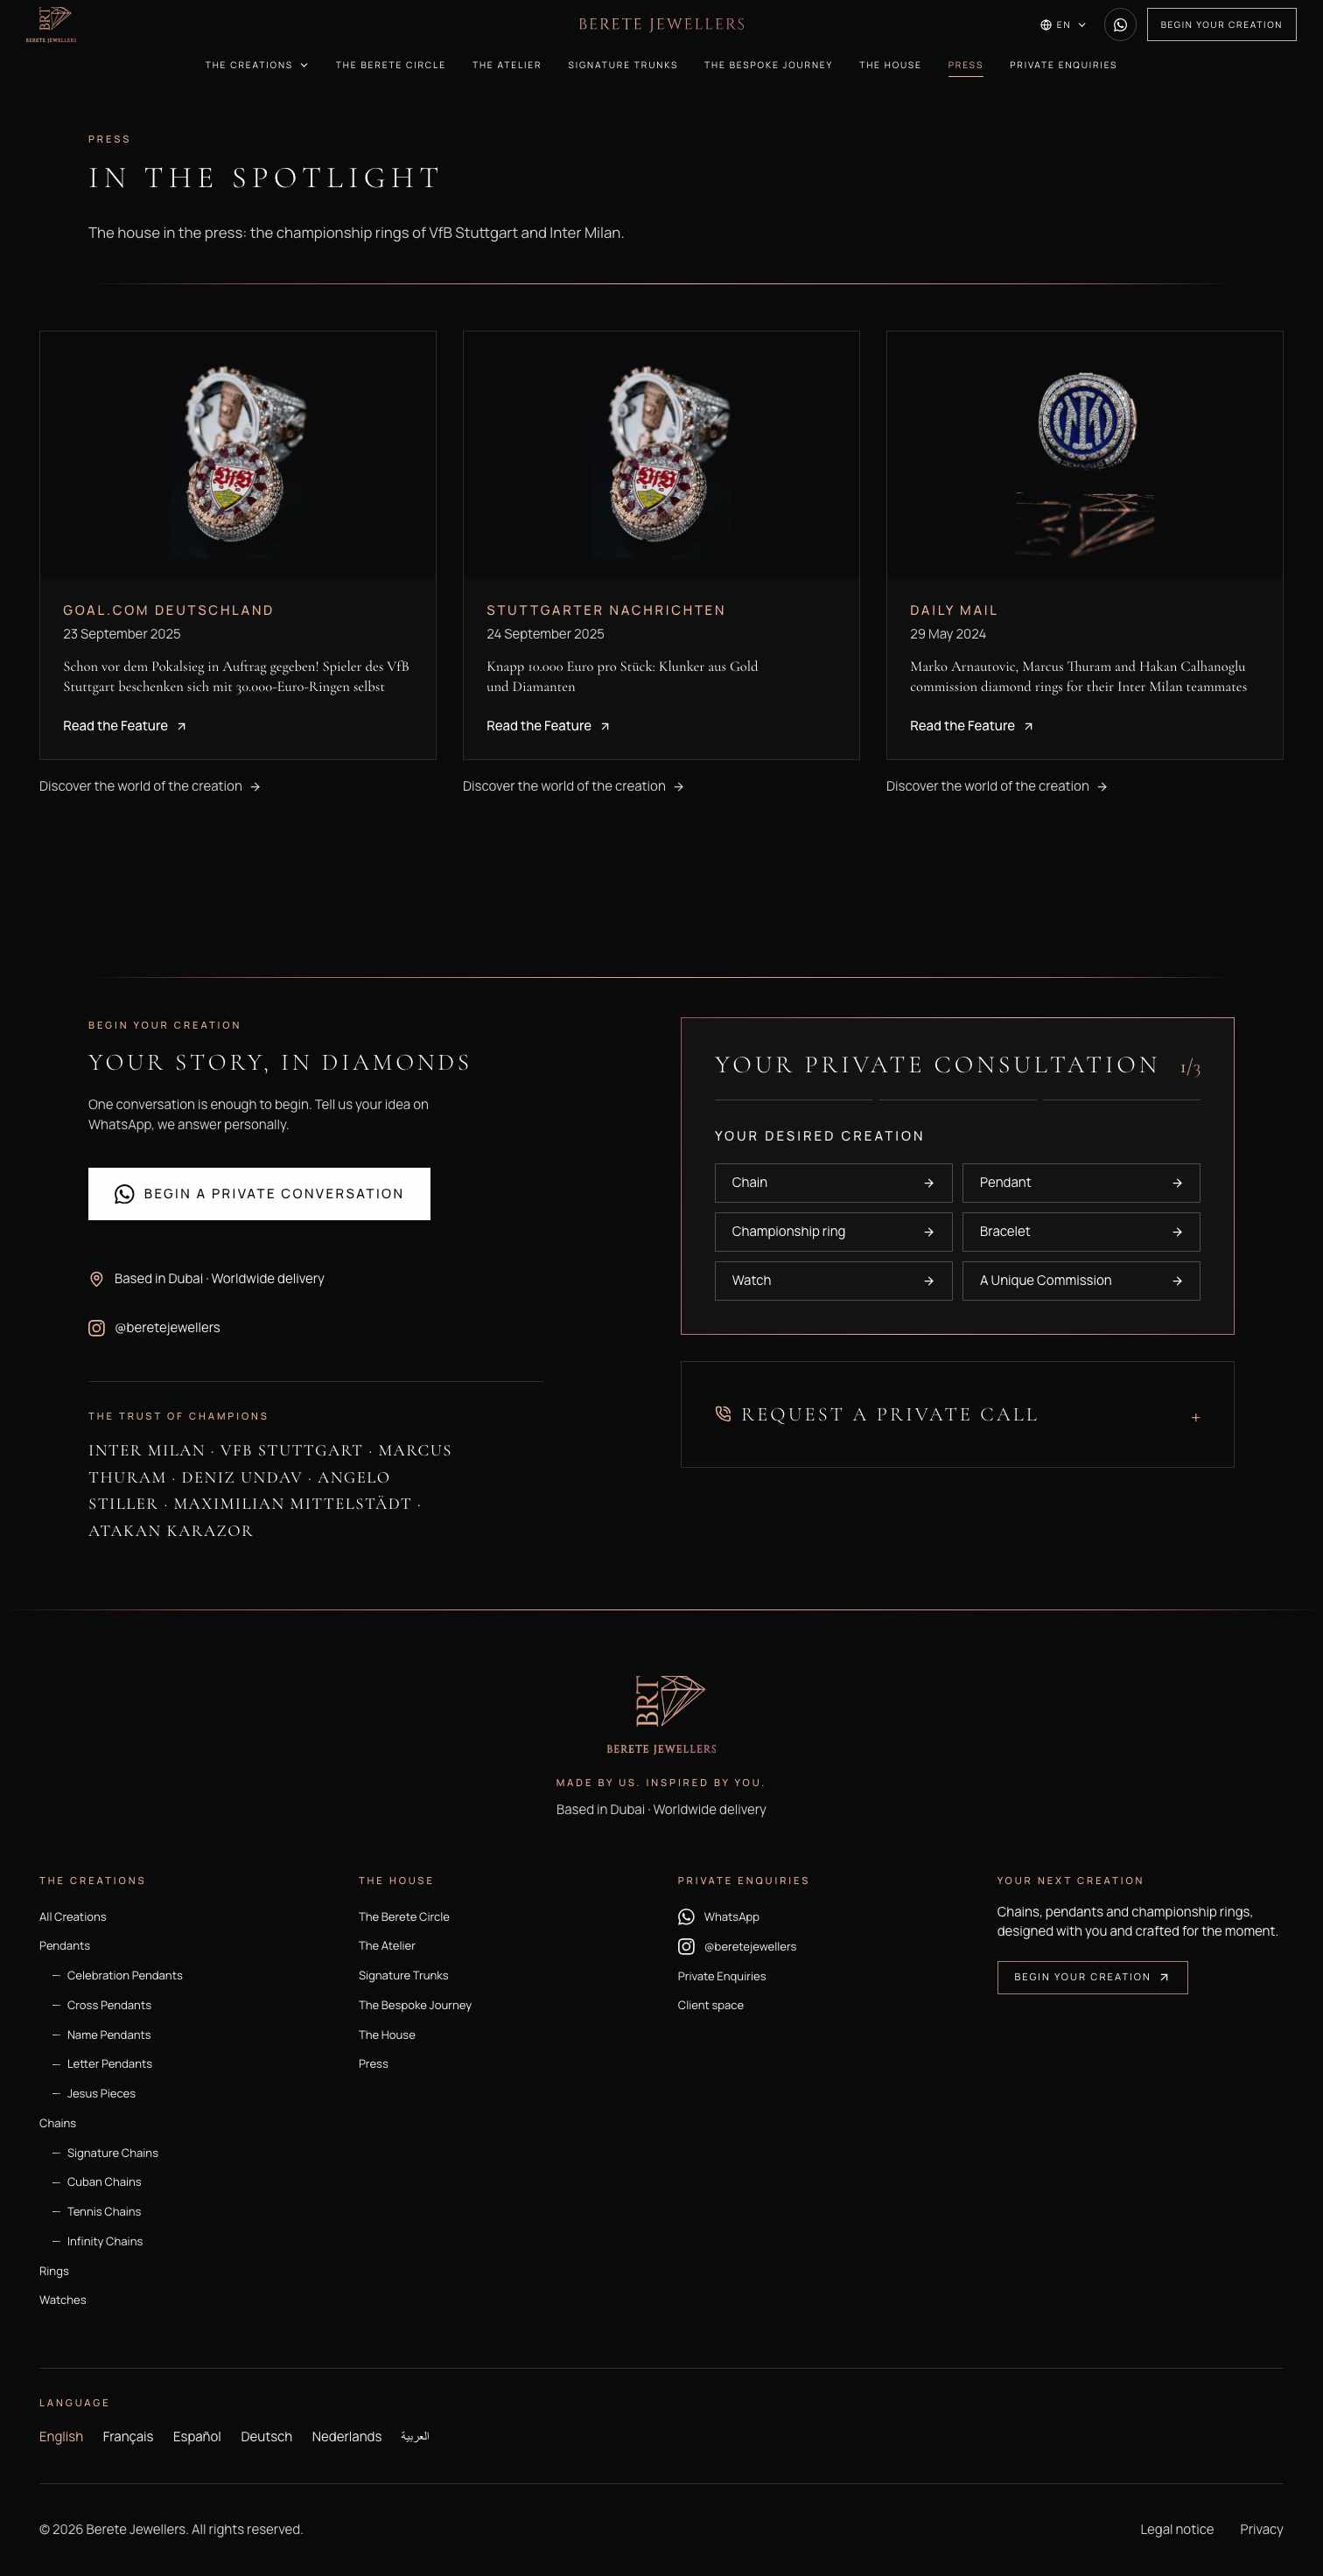 BRT
BERETE JEWELLERS
BERETE JEWELLERS
EN
BEGIN YOUR CREATION
THE CREATIONS
THE BERETE CIRCLE
THE ATELIER
SIGNATURE TRUNKS
THE BESPOKE JOURNEY
THE HOUSE
PRESS
PRIVATE ENQUIRIES
PRESS
IN THE SPOTLIGHT
The house in the press: the championship rings of VfB Stuttgart and Inter Milan.
VfB
GOAL.COM DEUTSCHLAND
23 September 2025
Schon vor dem Pokalsieg in Auftrag gegeben! Spieler des VfB
Stuttgart beschenken sich mit 30.000-Euro-Ringen selbst
Read the Feature
Discover the world of the creation
VfB
STUTTGARTER NACHRICHTEN
24 September 2025
Knapp 10.000 Euro pro Stück: Klunker aus Gold
und Diamanten
Read the Feature
Discover the world of the creation
DAILY MAIL
29 May 2024
Marko Arnautovic, Marcus Thuram and Hakan Calhanoglu
commission diamond rings for their Inter Milan teammates
Read the Feature
Discover the world of the creation
BEGIN YOUR CREATION
YOUR STORY, IN DIAMONDS
One conversation is enough to begin. Tell us your idea on
WhatsApp, we answer personally.
BEGIN A PRIVATE CONVERSATION
Based in Dubai · Worldwide delivery
@beretejewellers
THE TRUST OF CHAMPIONS
INTER MILAN · VFB STUTTGART · MARCUS
THURAM · DENIZ UNDAV · ANGELO
STILLER · MAXIMILIAN MITTELSTÄDT ·
ATAKAN KARAZOR
YOUR PRIVATE CONSULTATION 1/3
YOUR DESIRED CREATION
Chain
Pendant
Championship ring
Bracelet
Watch
A Unique Commission
REQUEST A PRIVATE CALL +
BRT
BERETE JEWELLERS
MADE BY US. INSPIRED BY YOU.
Based in Dubai · Worldwide delivery
THE CREATIONS
All Creations
Pendants
— Celebration Pendants
— Cross Pendants
— Name Pendants
— Letter Pendants
— Jesus Pieces
Chains
— Signature Chains
— Cuban Chains
— Tennis Chains
— Infinity Chains
Rings
Watches
THE HOUSE
The Berete Circle
The Atelier
Signature Trunks
The Bespoke Journey
The House
Press
PRIVATE ENQUIRIES
WhatsApp
@beretejewellers
Private Enquiries
Client space
YOUR NEXT CREATION
Chains, pendants and championship rings,
designed with you and crafted for the moment.
BEGIN YOUR CREATION
LANGUAGE
English Français Español Deutsch Nederlands العربية
© 2026 Berete Jewellers. All rights reserved.
Legal notice Privacy